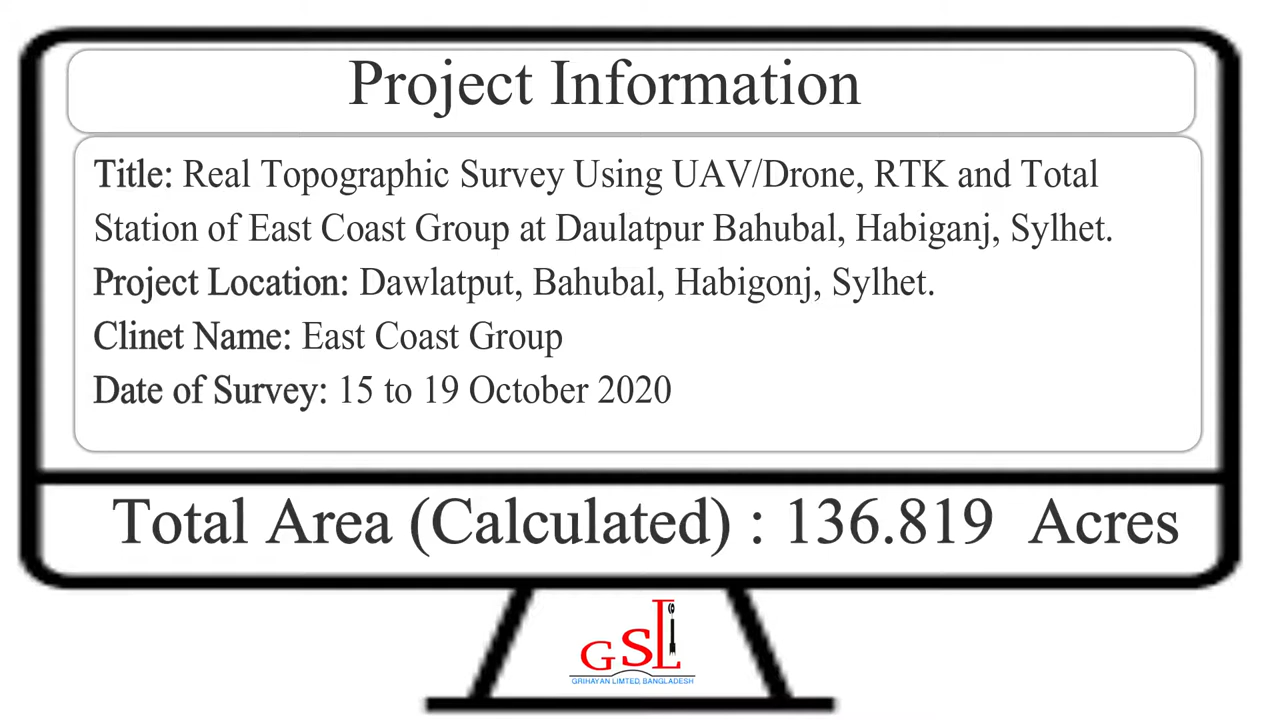 Project Information
Title: Real Topographic Survey Using UAV/Drone, RTK and Total
Station of East Coast Group at Daulatpur Bahubal, Habiganj, Sylhet.
Project Location: Dawlatput, Bahubal, Habigonj, Sylhet.
Clinet Name: East Coast Group
Date of Survey: 15 to 19 October 2020
Total Area (Calculated) : 136.819 Acres
GSL
GRIHAYAN LIMTED, BANGLADESH